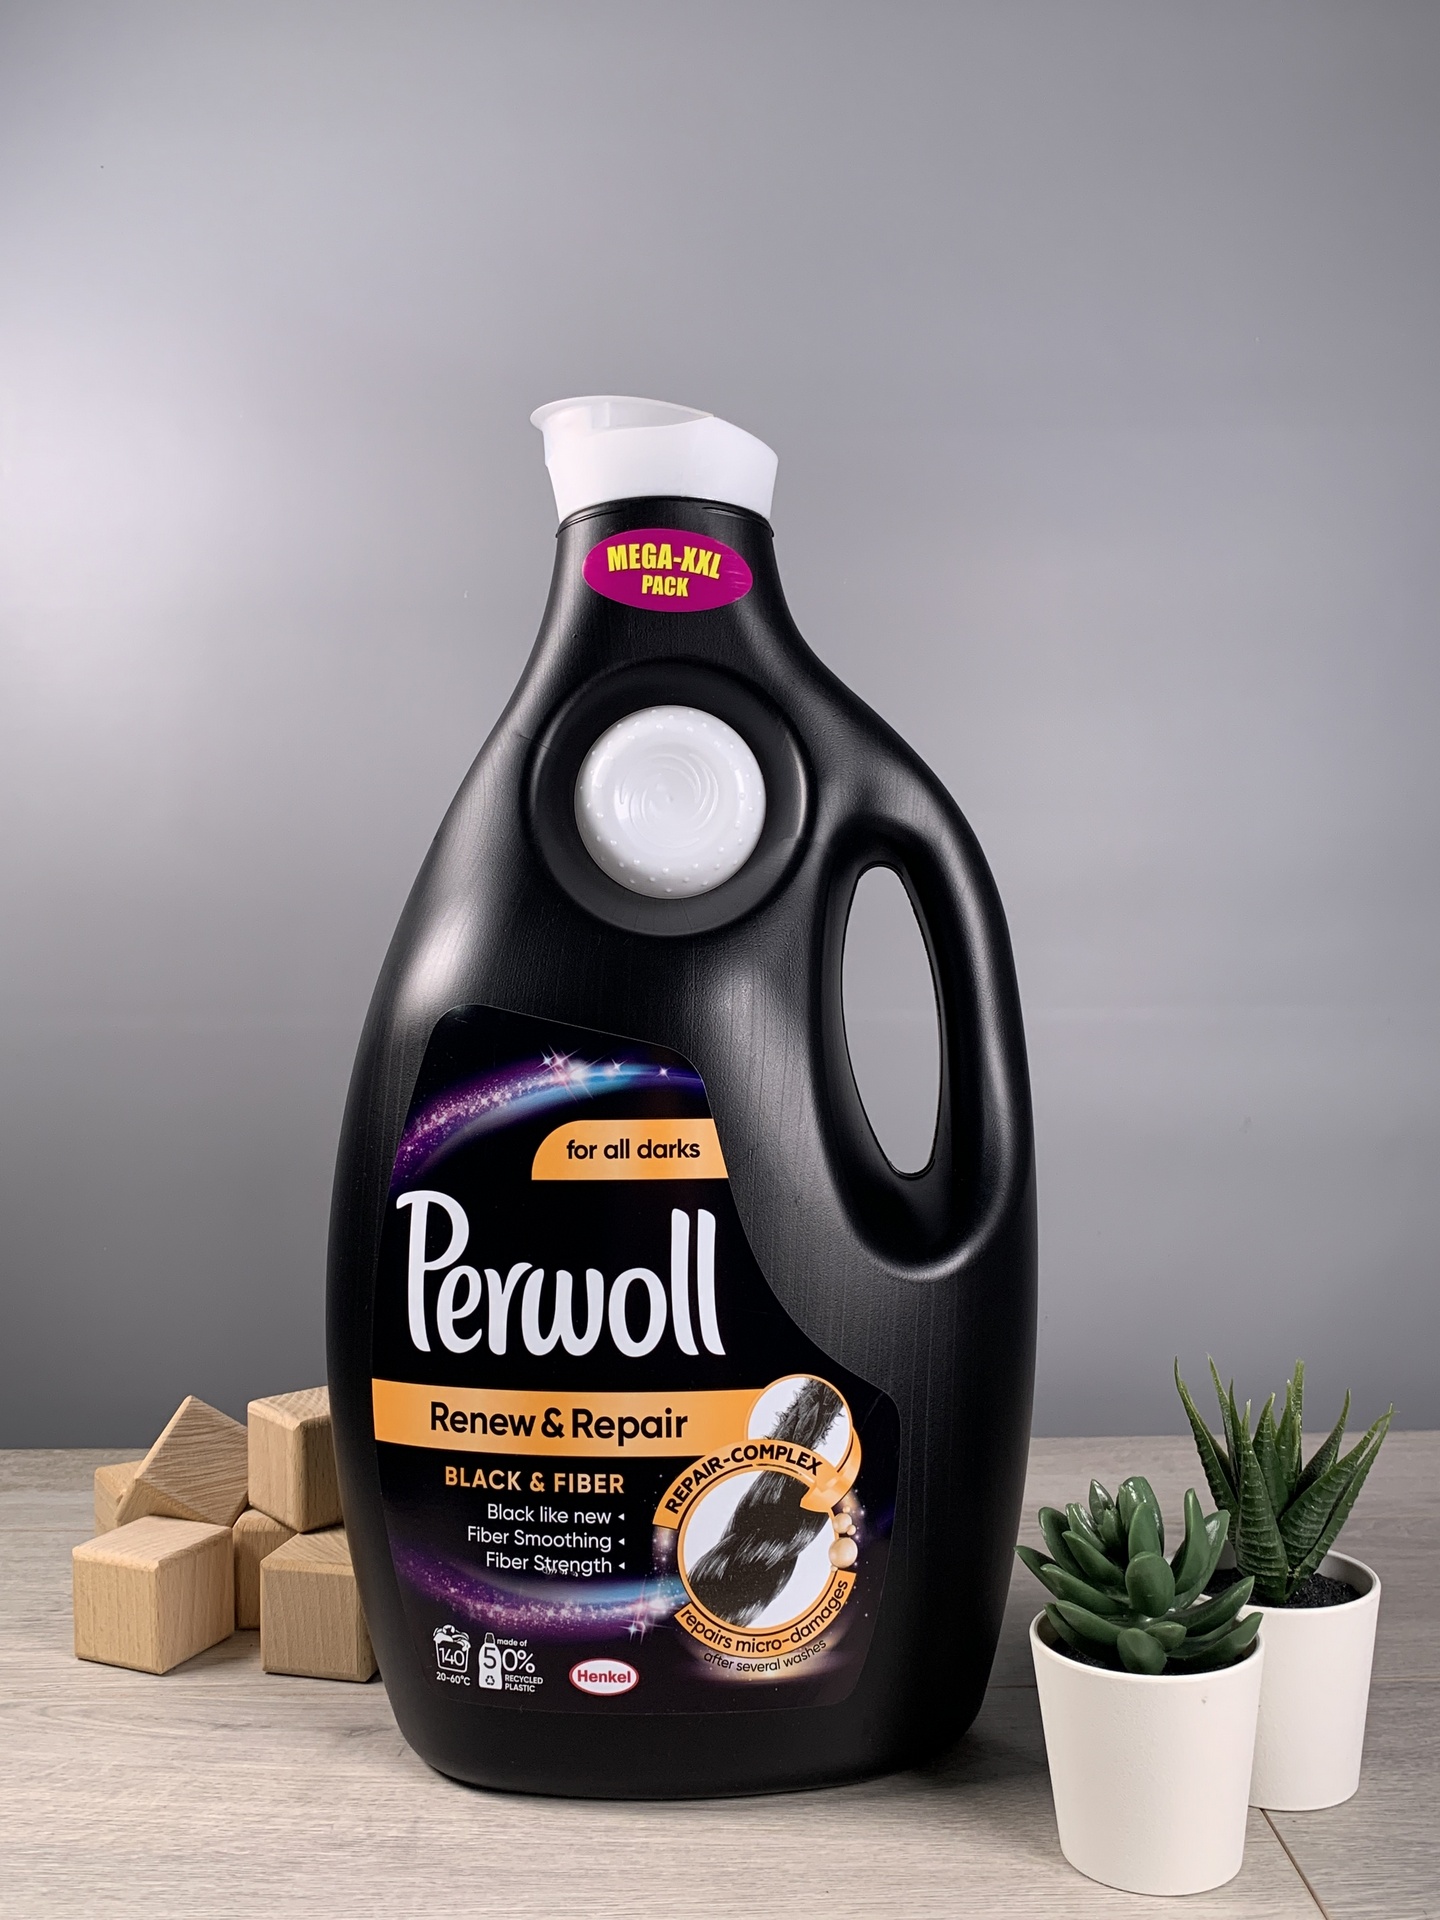 MEGA-XXL
PACK
for all darks
Perwoll
Renew & Repair
BLACK & FIBER
Black like new
Fiber Smoothing
Fiber Strength
REPAIR-COMPLEX
repairs micro-damages
after several washes
140
20-60°C
made of
50%
RECYCLED
PLASTIC
Henkel